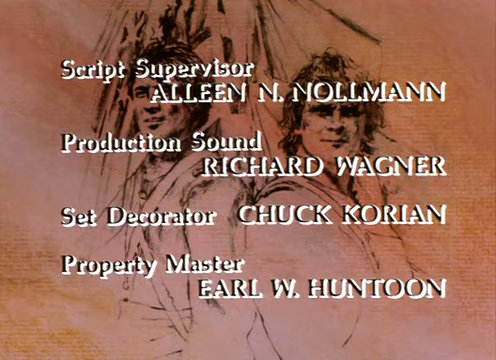 Script Supervisor
ALLEEN N. NOLLMANN
Production Sound
RICHARD WAGNER
Set Decorator CHUCK KORIAN
Property Master
EARL W. HUNTOON